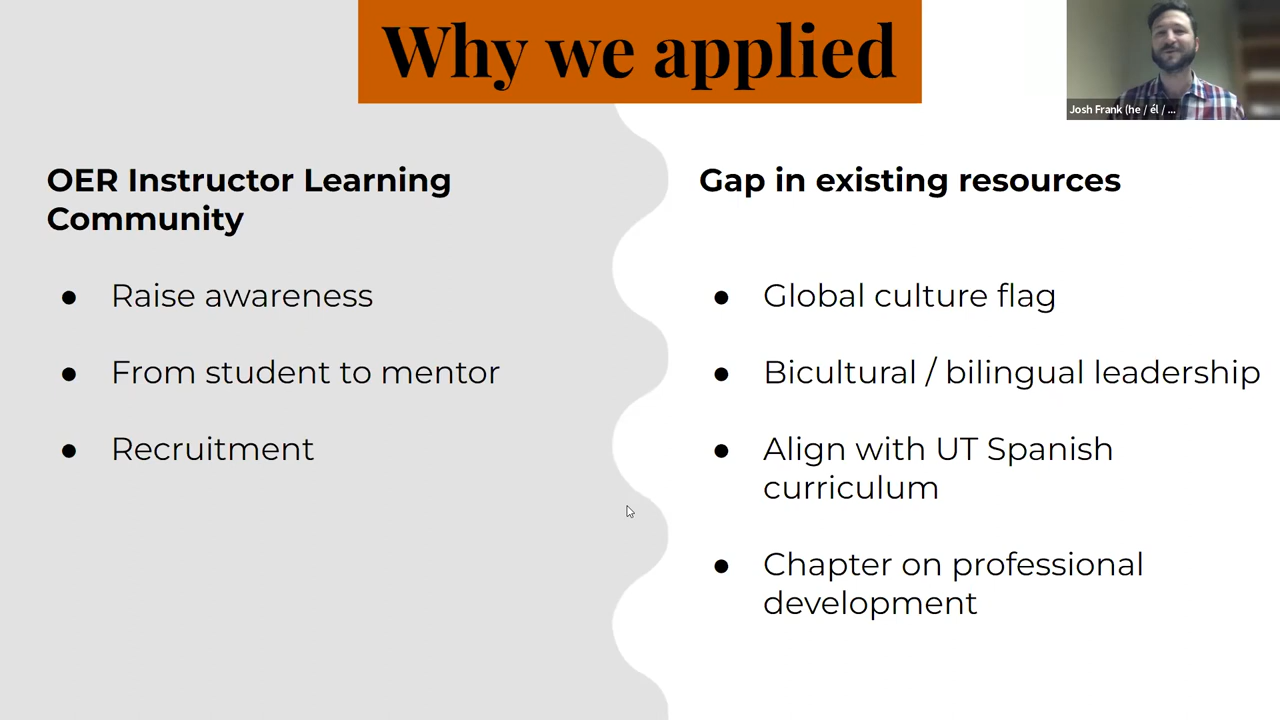 Why we applied
Josh Frank (he / él / ...
OER Instructor Learning
Community
● Raise awareness
● From student to mentor
● Recruitment
Gap in existing resources
● Global culture flag
● Bicultural / bilingual leadership
● Align with UT Spanish
curriculum
● Chapter on professional
development